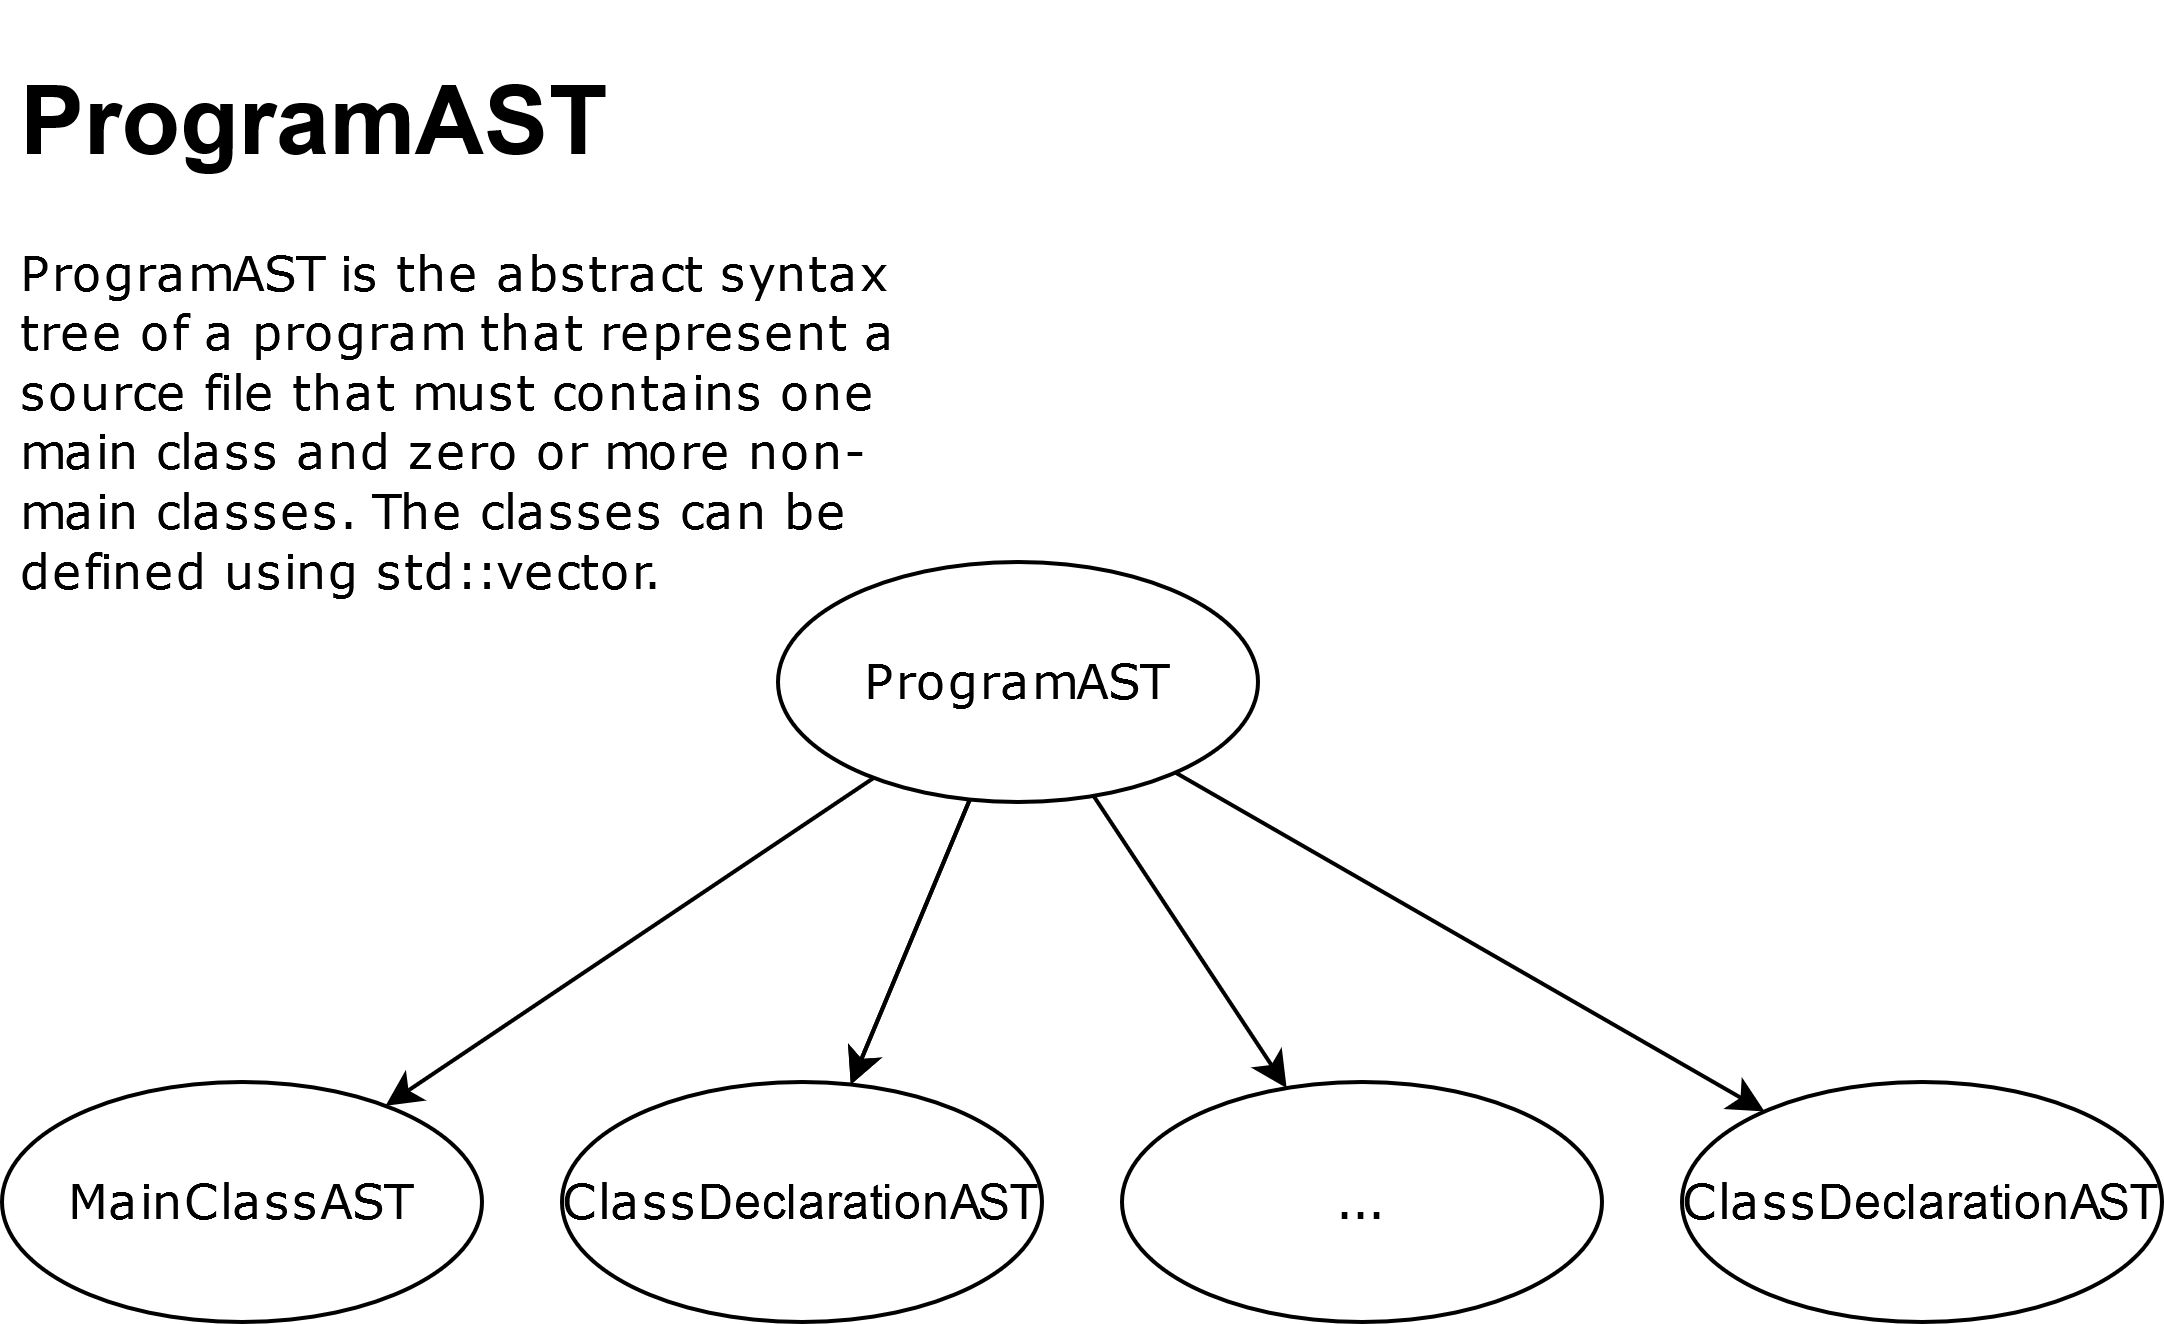 ProgramAST
ProgramAST is the abstract syntax
tree of a program that represent a
source file that must contains one
main class and zero or more non-
main classes. The classes can be
defined using std::vector.
ProgramAST
MainClassAST
ClassDeclarationAST
...
ClassDeclarationAST